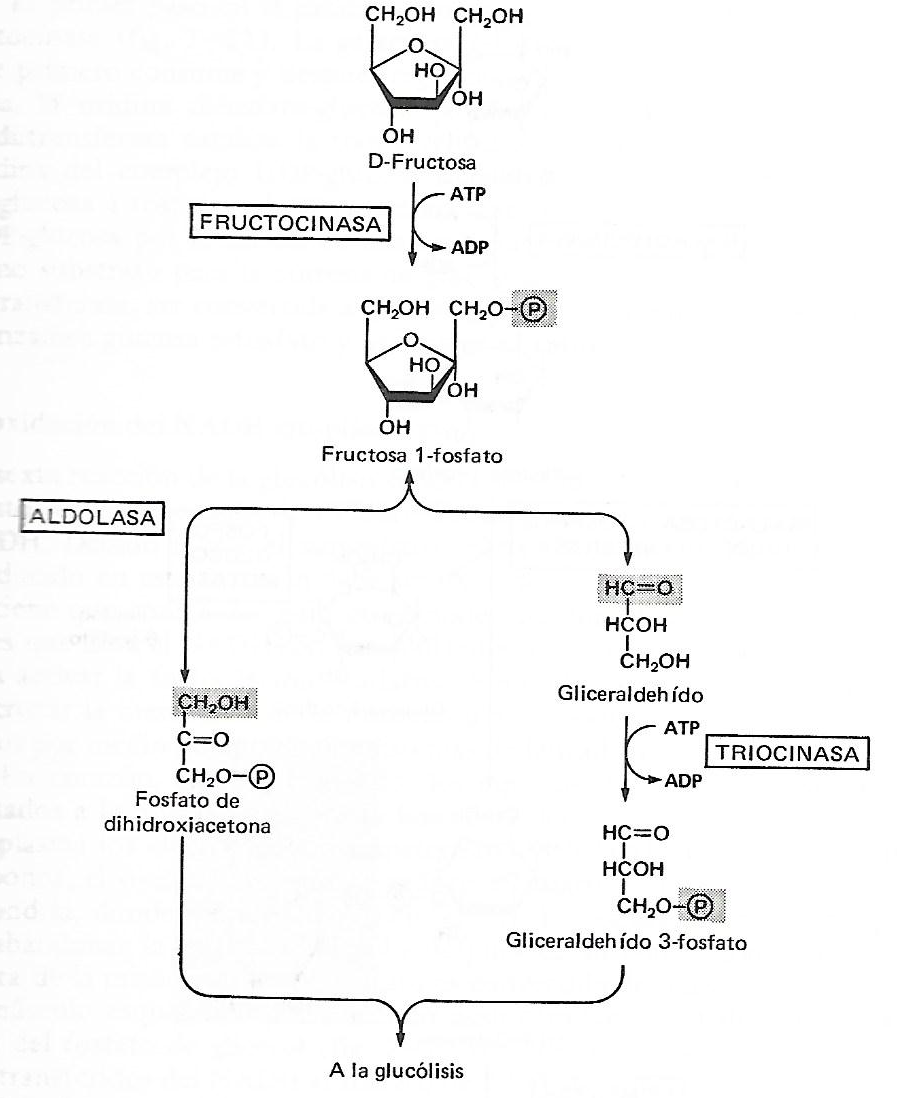 CH₂OH CH₂OH
O
HO
OH
OH
D-Fructosa
ATP
FRUCTOCINASA
ADP
CH₂OH CH₂O-Ⓟ
O
HO
OH
OH
Fructosa 1-fosfato
ALDOLASA
HC=O
HCOH
CH₂OH
Gliceraldehído
CH₂OH
C=O
CH₂O-Ⓟ
Fosfato de
dihidroxiacetona
ATP
TRIOCINASA
ADP
HC=O
HCOH
CH₂O-Ⓟ
Gliceraldehído 3-fosfato
A la glucólisis